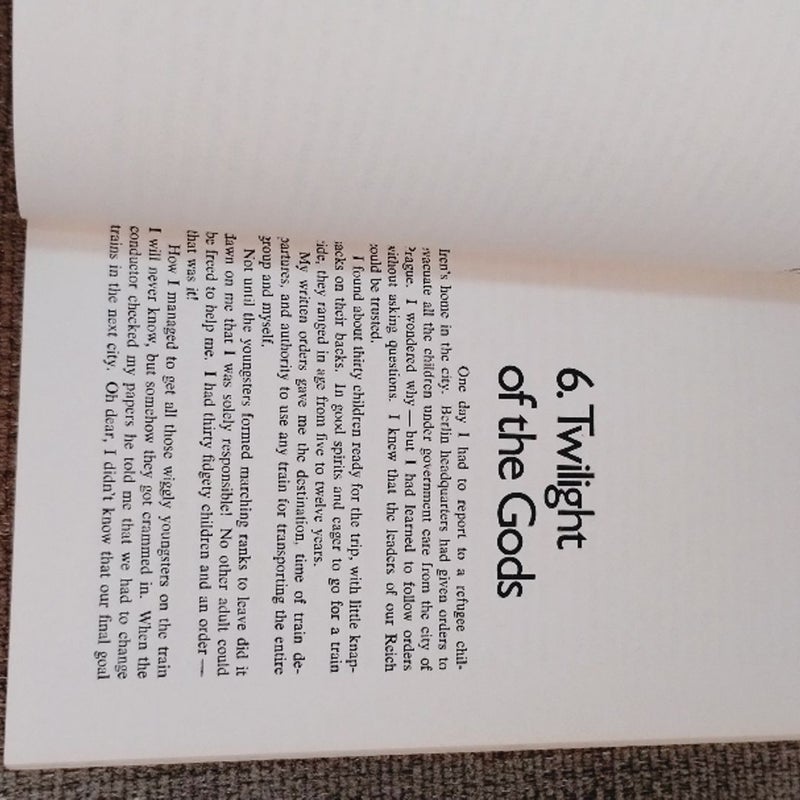 6. Twilight
of the Gods
One day I had to report to a refugee chil-
lren's home in the city. Berlin headquarters had given orders to
evacuate all the children under government care from the city of
Prague. I wondered why — but I had learned to follow orders
without asking questions. I knew that the leaders of our Reich
could be trusted.
I found about thirty children ready for the trip, with little knap-
sacks on their backs. In good spirits and eager to go for a train
ride, they ranged in age from five to twelve years.
My written orders gave me the destination, time of train de-
partures, and authority to use any train for transporting the entire
group and myself.
Not until the youngsters formed marching ranks to leave did it
dawn on me that I was solely responsible! No other adult could
be freed to help me. I had thirty fidgety children and an order —
that was it!
How I managed to get all those wiggly youngsters on the train
I will never know, but somehow they got crammed in. When the
conductor checked my papers he told me that we had to change
trains in the next city. Oh dear, I didn't know that our final goal